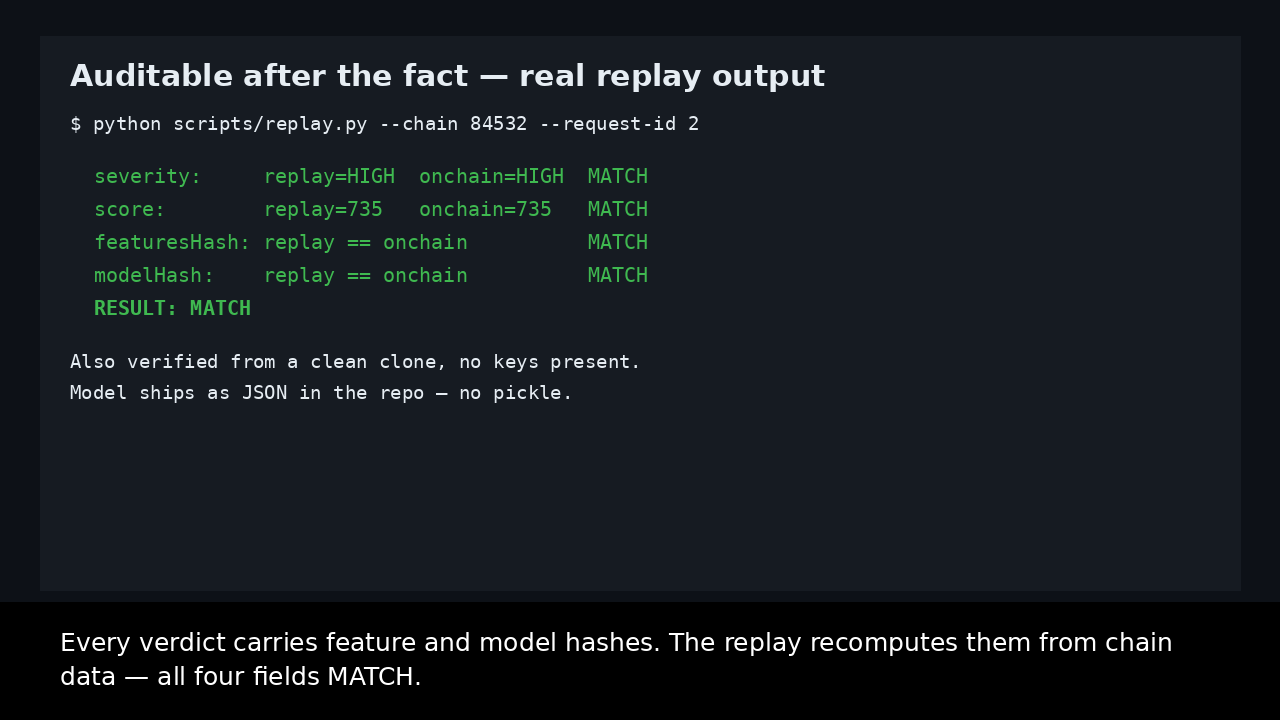 Auditable after the fact — real replay output
$ python scripts/replay.py --chain 84532 --request-id 2
severity:     replay=HIGH  onchain=HIGH  MATCH
score:        replay=735   onchain=735   MATCH
featuresHash: replay == onchain          MATCH
modelHash:    replay == onchain          MATCH
RESULT: MATCH
Also verified from a clean clone, no keys present.
Model ships as JSON in the repo — no pickle.
Every verdict carries feature and model hashes. The replay recomputes them from chain
data — all four fields MATCH.